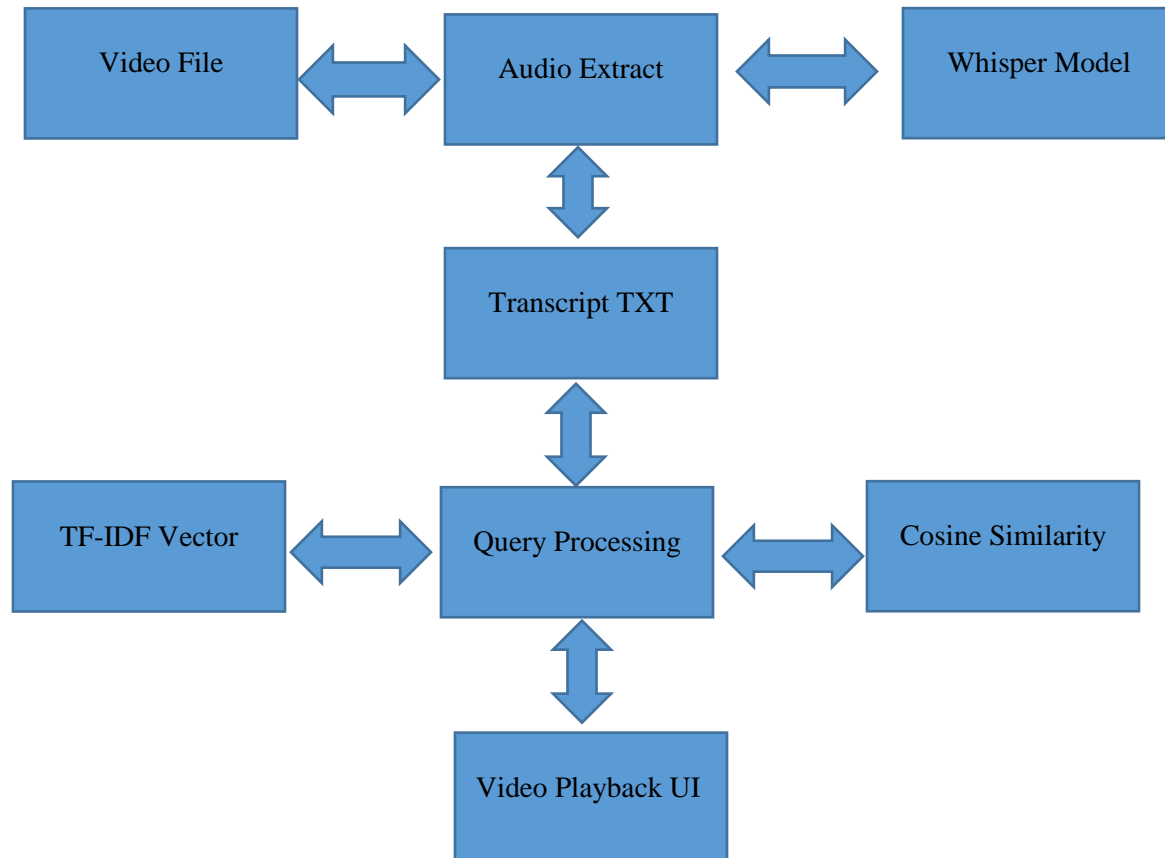 Video File
Audio Extract
Whisper Model
Transcript TXT
TF-IDF Vector
Query Processing
Cosine Similarity
Video Playback UI